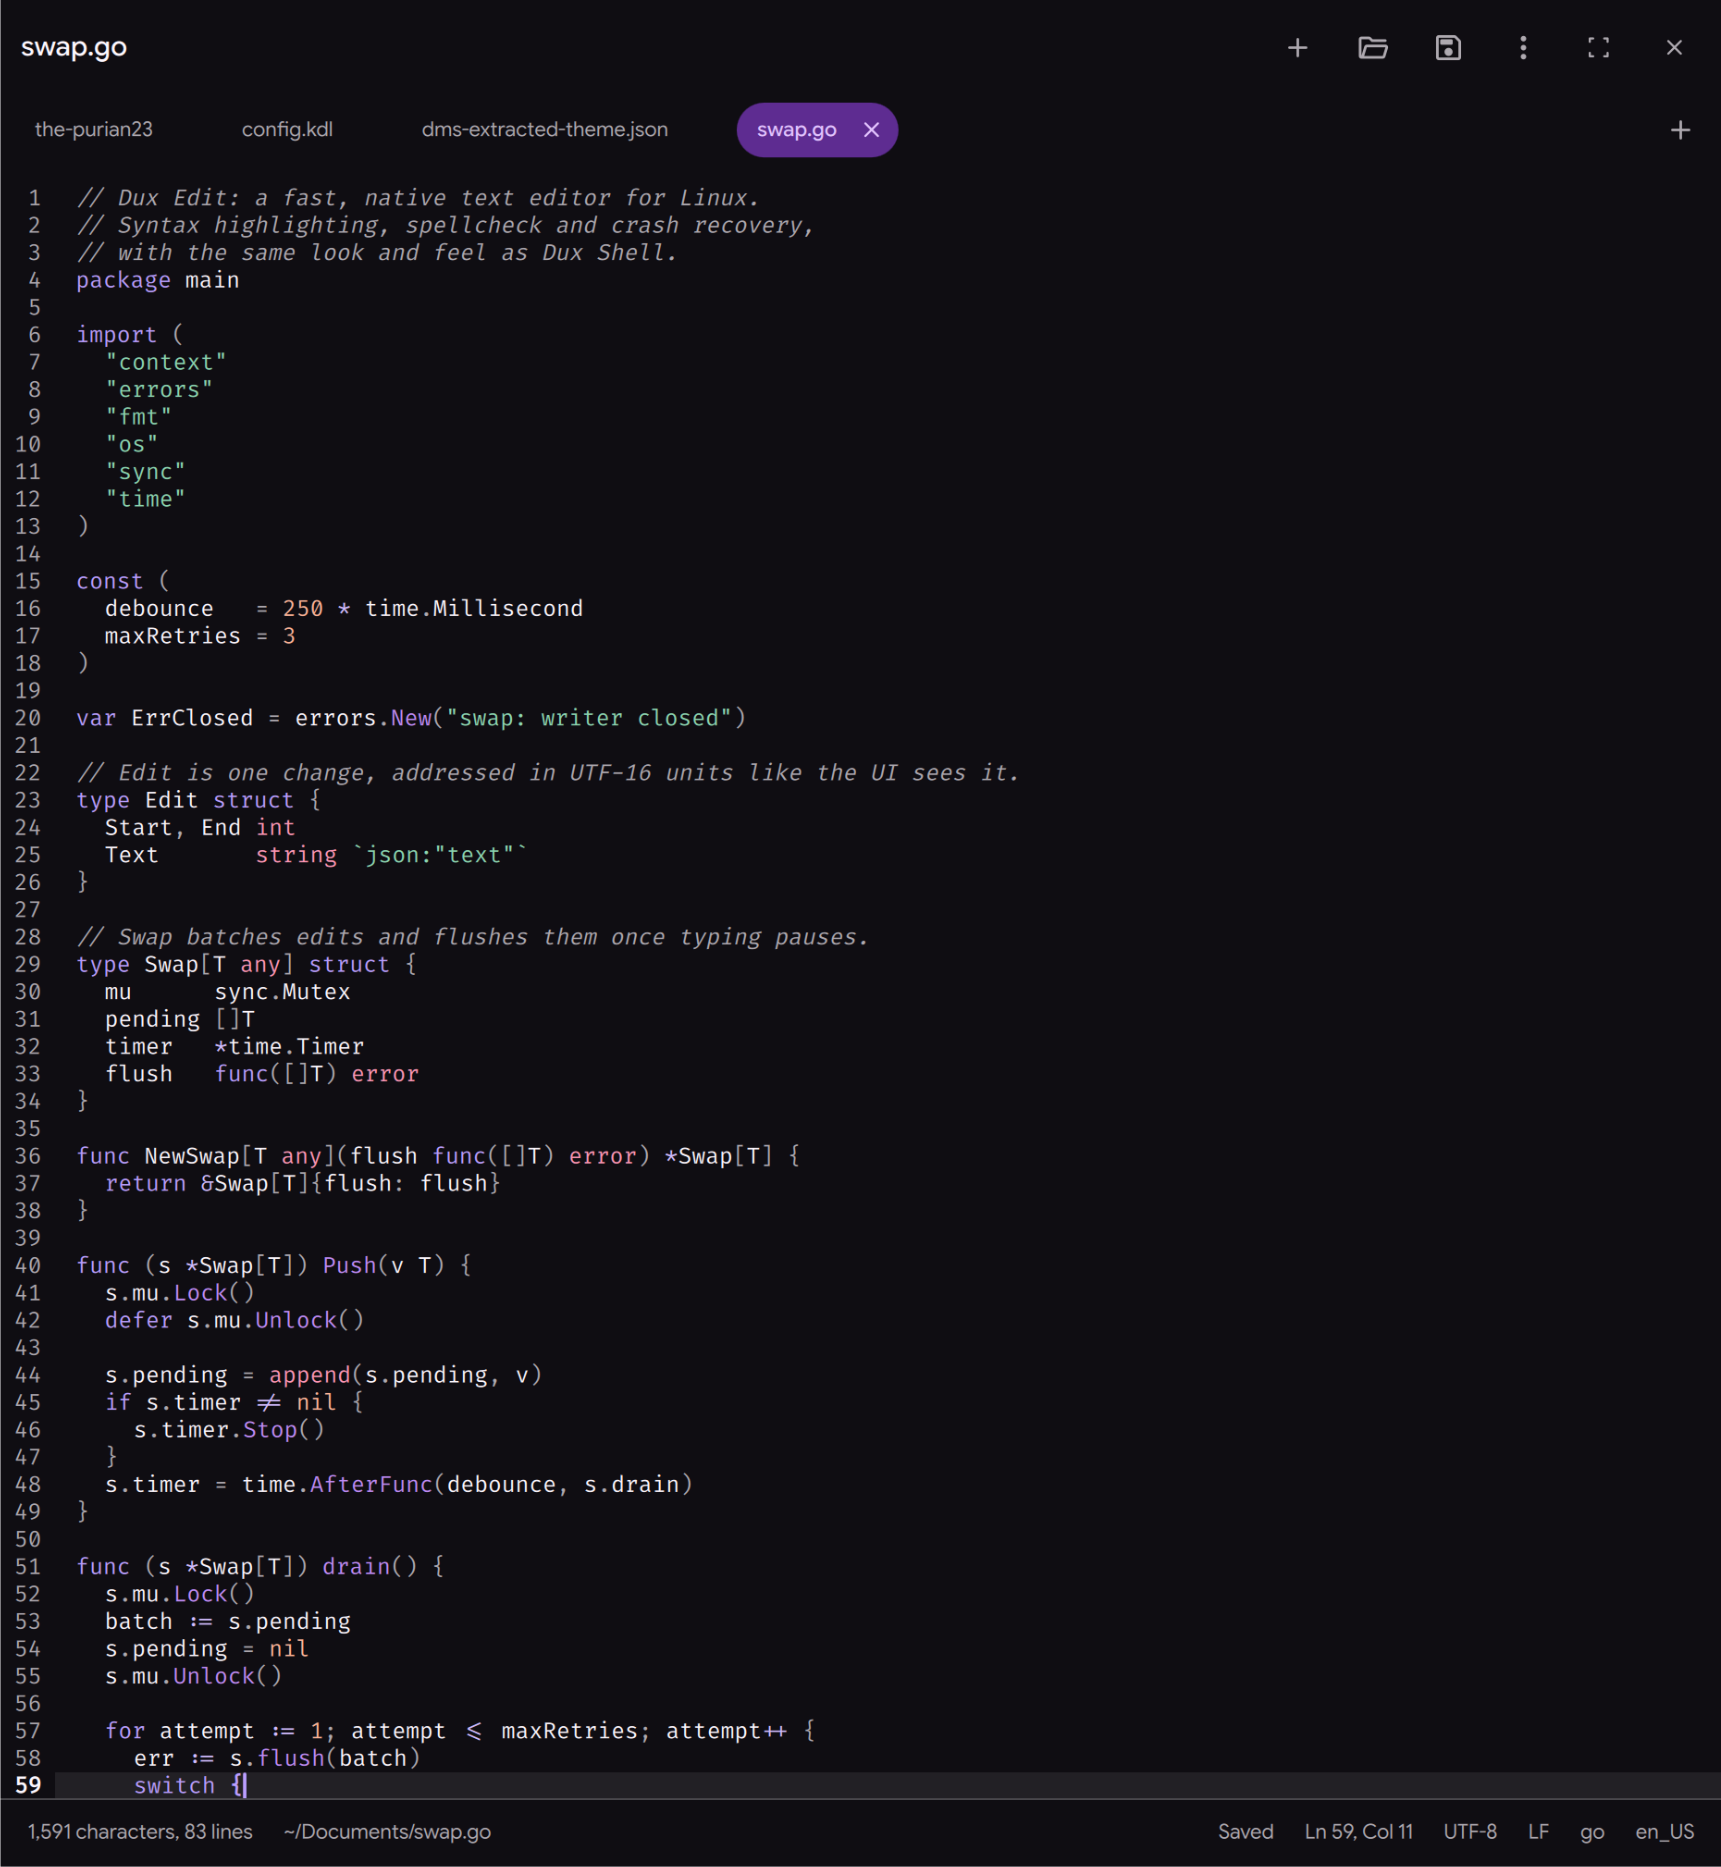 swap.go
the-purian23 config.kdl dms-extracted-theme.json swap.go
1 // Dux Edit: a fast, native text editor for Linux.
2 // Syntax highlighting, spellcheck and crash recovery,
3 // with the same look and feel as Dux Shell.
4 package main
5
6 import (
7   "context"
8   "errors"
9   "fmt"
10   "os"
11   "sync"
12   "time"
13 )
14
15 const (
16   debounce   = 250 * time.Millisecond
17   maxRetries = 3
18 )
19
20 var ErrClosed = errors.New("swap: writer closed")
21
22 // Edit is one change, addressed in UTF-16 units like the UI sees it.
23 type Edit struct {
24   Start, End int
25   Text       string `json:"text"`
26 }
27
28 // Swap batches edits and flushes them once typing pauses.
29 type Swap[T any] struct {
30   mu      sync.Mutex
31   pending []T
32   timer   *time.Timer
33   flush   func([]T) error
34 }
35
36 func NewSwap[T any](flush func([]T) error) *Swap[T] {
37   return &Swap[T]{flush: flush}
38 }
39
40 func (s *Swap[T]) Push(v T) {
41   s.mu.Lock()
42   defer s.mu.Unlock()
43
44   s.pending = append(s.pending, v)
45   if s.timer != nil {
46     s.timer.Stop()
47   }
48   s.timer = time.AfterFunc(debounce, s.drain)
49 }
50
51 func (s *Swap[T]) drain() {
52   s.mu.Lock()
53   batch := s.pending
54   s.pending = nil
55   s.mu.Unlock()
56
57   for attempt := 1; attempt <= maxRetries; attempt++ {
58     err := s.flush(batch)
59     switch {
1,591 characters, 83 lines ~/Documents/swap.go Saved Ln 59, Col 11 UTF-8 LF go en_US